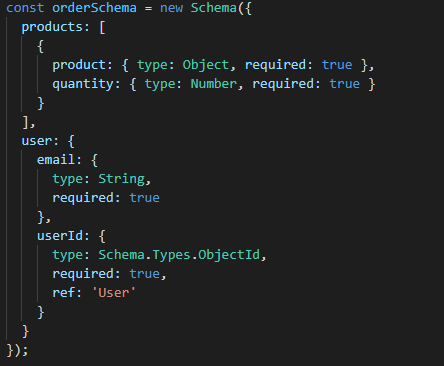 const orderSchema = new Schema({
  products: [
    {
      product: { type: Object, required: true },
      quantity: { type: Number, required: true }
    }
  ],
  user: {
    email: {
      type: String,
      required: true
    },
    userId: {
      type: Schema.Types.ObjectId,
      required: true,
      ref: 'User'
    }
  }
});